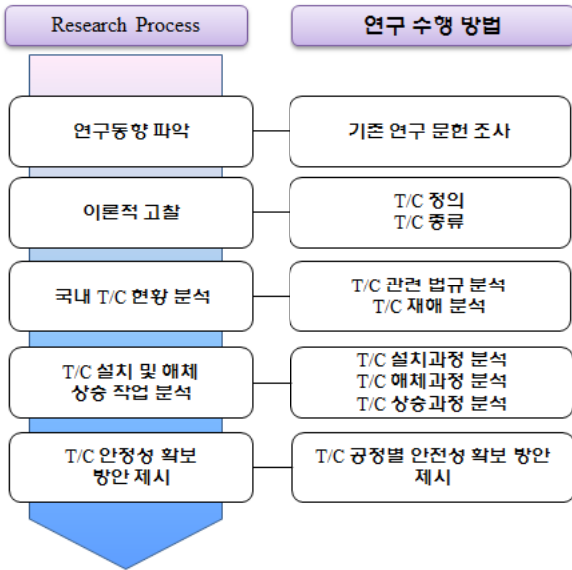 Research Process
연구 수행 방법
연구동향 파악
기존 연구 문헌 조사
이론적 고찰
T/C 정의
T/C 종류
국내 T/C 현황 분석
T/C 관련 법규 분석
T/C 재해 분석
T/C 설치 및 해체
상승 작업 분석
T/C 설치과정 분석
T/C 해체과정 분석
T/C 상승과정 분석
T/C 안정성 확보
방안 제시
T/C 공정별 안전성 확보 방안
제시